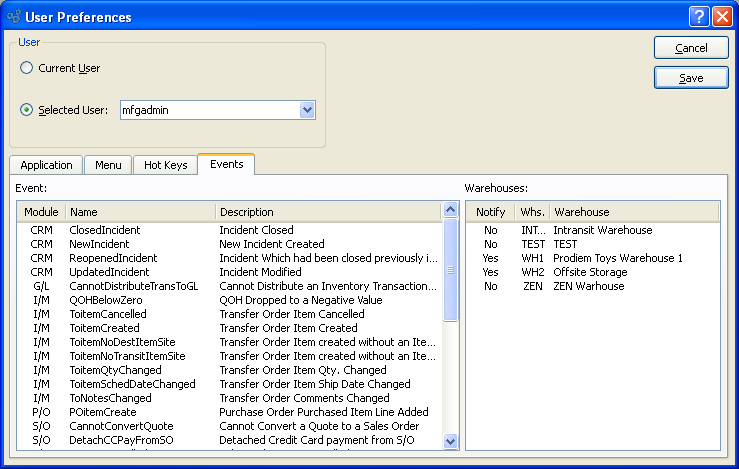 User Preferences
User
Current User
Selected User: mfgadmin
Cancel
Save
Application Menu Hot Keys Events
Event: Warehouses:
Module Name Description Notify Whs. Warehouse
CRM ClosedIncident Incident Closed No INT... Intransit Warehouse
CRM NewIncident New Incident Created No TEST TEST
CRM ReopenedIncident Incident Which had been closed previously i... Yes WH1 Prodiem Toys Warehouse 1
CRM UpdatedIncident Incident Modified Yes WH2 Offsite Storage
G/L CannotDistributeTransToGL Cannot Distribute an Inventory Transaction... No ZEN ZEN Warhouse
I/M QOHBelowZero QOH Dropped to a Negative Value
I/M ToitemCancelled Transfer Order Item Cancelled
I/M ToitemCreated Transfer Order Item Created
I/M ToitemNoDestItemSite Transfer Order Item created without an Ite...
I/M ToitemNoTransitItemSite Transfer Order Item created without an Ite...
I/M ToitemQtyChanged Transfer Order Item Qty. Changed
I/M ToitemSchedDateChanged Transfer Order Item Ship Date Changed
I/M ToNotesChanged Transfer Order Comments Changed
P/O POitemCreate Purchase Order Purchased Item Line Added
S/O CannotConvertQuote Cannot Convert a Quote to a Sales Order
S/O DetachCCPayFromSO Detached Credit Card payment from S/O